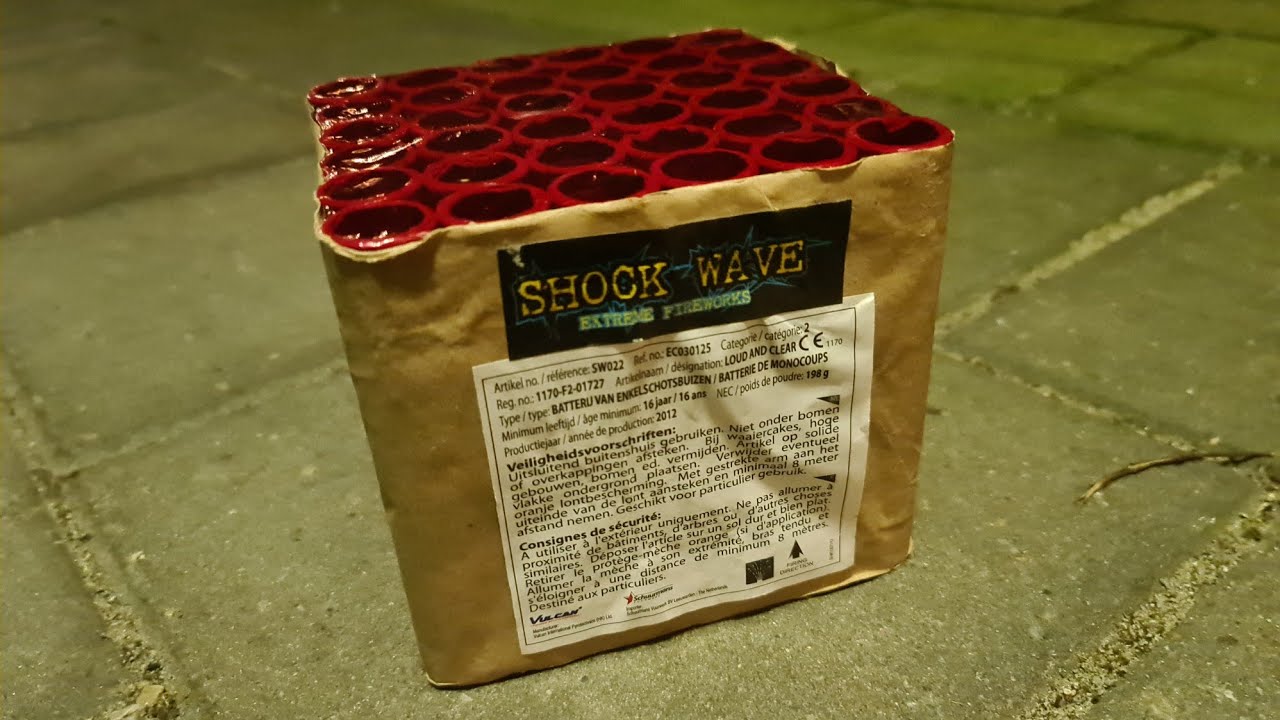 SHOCK WAVE
EXTREME FIREWORKS
Artikel no. / référence: SW022 Ref. no.: EC030125 Categorie / catégorie: 2
Reg. no.: 1170-F2-01727 Artikelnaam / désignation: LOUD AND CLEAR CE 1170
Type / type: BATTERIJ VAN ENKELSCHOTSBUIZEN / BATTERIE DE MONOCOUPS
Minimum leeftijd / âge minimum: 16 jaar / 16 ans NEC / poids de poudre: 198 g
Productiejaar / année de production: 2012
Veiligheidsvoorschriften:
Uitsluitend buitenshuis gebruiken. Niet onder bomen
of overkappingen afsteken. Bij waaiercakes, hoge
gebouwen, bomen ed. vermijden. Artikel op solide
vlakke ondergrond plaatsen. Verwijder eventueel
oranje lontbescherming. Met gestrekte arm aan het
uiteinde van de lont aansteken en minimaal 8 meter
afstand nemen. Geschikt voor particulier gebruik.
Consignes de sécurité:
A utiliser à l'extérieur uniquement. Ne pas allumer à
proximité de bâtiments, d'arbres ou d'autres choses
similaires. Déposer l'article sur un sol dur et bien plat.
Retirer le protège-mèche orange (si d'application).
Allumer la mèche à son extrémité, bras tendu et
s'éloigner à une distance de minimum 8 mètres.
Destiné aux particuliers.
FIRING
DIRECTION
VULCAN
Schuurmans
Manufacturer: